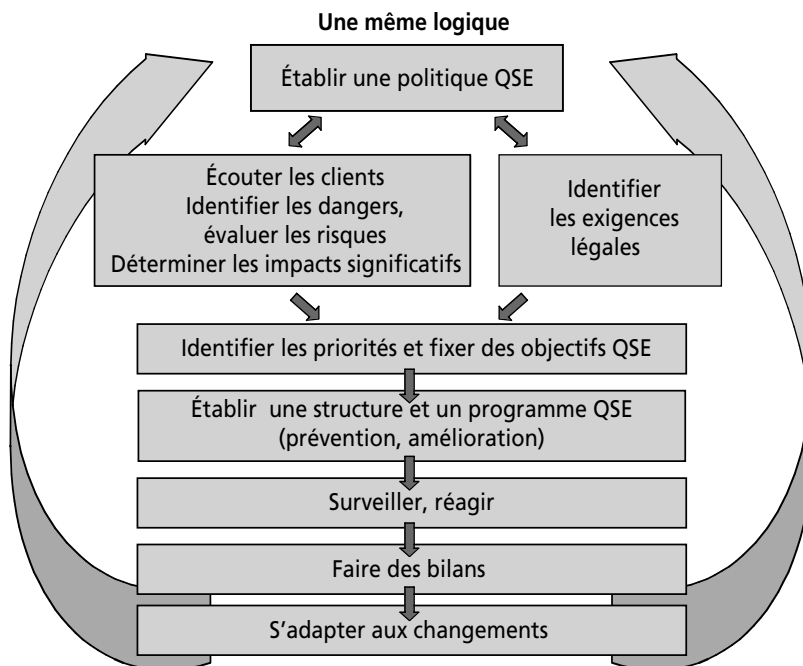 Une même logique
Établir une politique QSE
Écouter les clients
Identifier les dangers,
évaluer les risques
Déterminer les impacts significatifs
Identifier
les exigences
légales
Identifier les priorités et fixer des objectifs QSE
Établir une structure et un programme QSE
(prévention, amélioration)
Surveiller, réagir
Faire des bilans
S’adapter aux changements